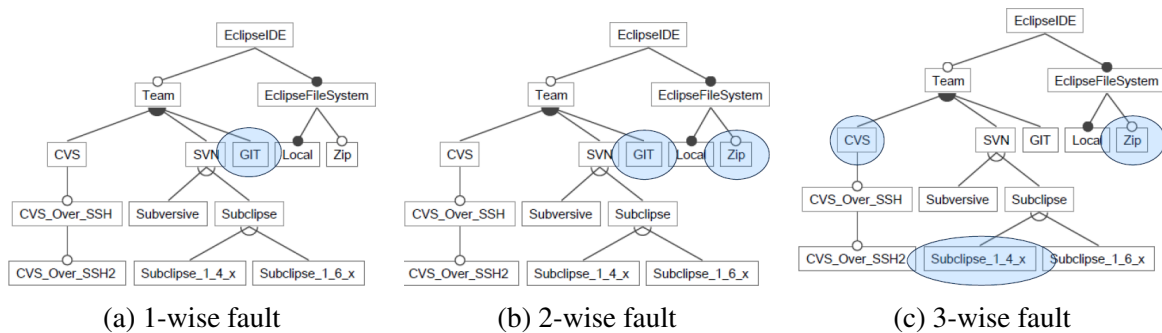 EclipseIDE
Team EclipseFileSystem
CVS SVN GIT Local Zip
CVS_Over_SSH Subversive Subclipse
CVS_Over_SSH2 Subclipse_1_4_x Subclipse_1_6_x
(a) 1-wise fault
EclipseIDE
Team EclipseFileSystem
CVS SVN GIT Local Zip
CVS_Over_SSH Subversive Subclipse
CVS_Over_SSH2 Subclipse_1_4_x Subclipse_1_6_x
(b) 2-wise fault
EclipseIDE
Team EclipseFileSystem
CVS SVN GIT Local Zip
CVS_Over_SSH Subversive Subclipse
CVS_Over_SSH2 Subclipse_1_4_x Subclipse_1_6_x
(c) 3-wise fault